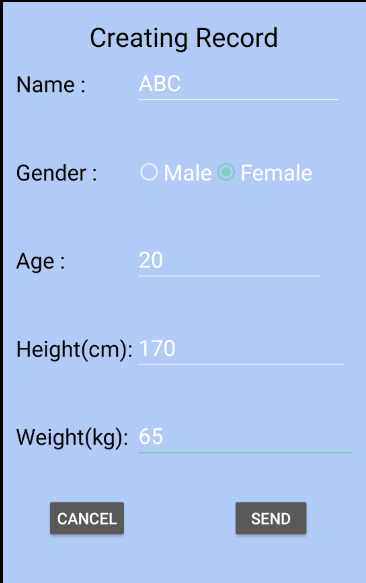 Creating Record
Name : ABC
Gender : Male Female
Age : 20
Height(cm): 170
Weight(kg): 65
CANCEL SEND